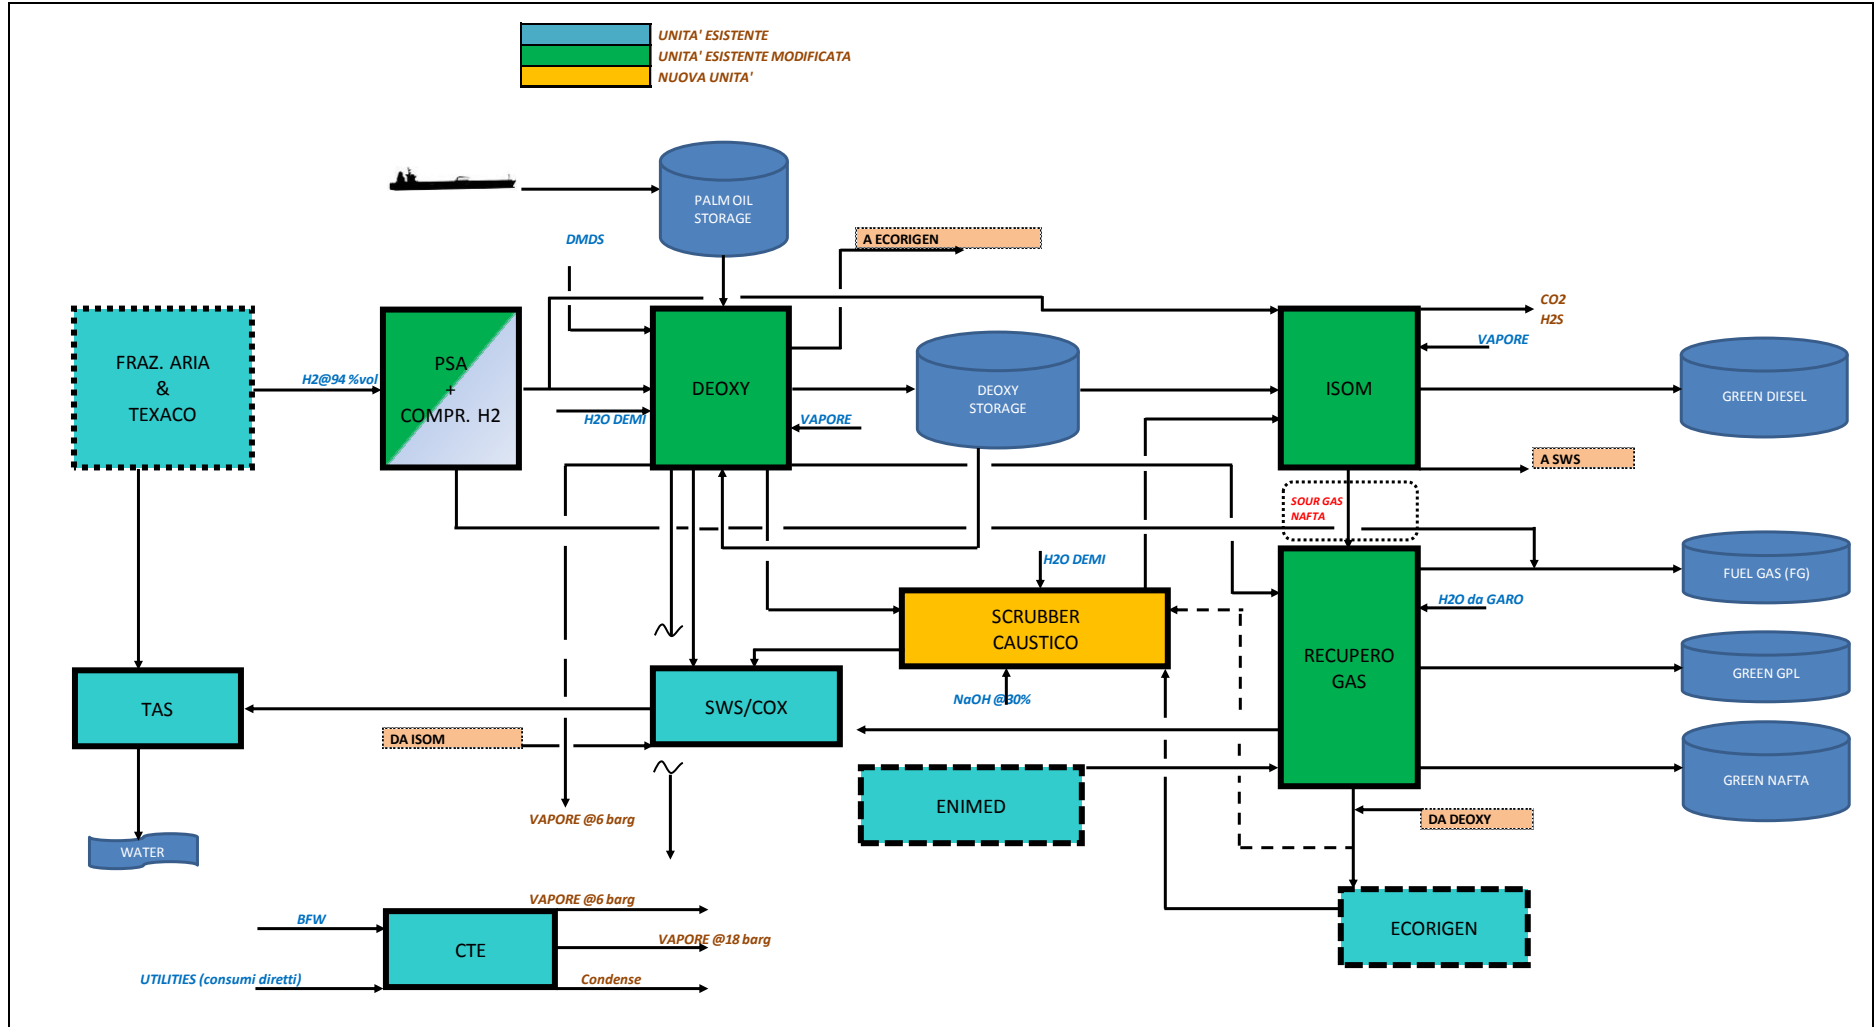 UNITA' ESISTENTE
UNITA' ESISTENTE MODIFICATA
NUOVA UNITA'
PALM OIL
STORAGE
DMDS
A ECORIGEN
CO2
H2S
VAPORE
FRAZ. ARIA
&
TEXACO
H2@94 %vol
PSA
+
COMPR. H2
H2O DEMI
DEOXY
VAPORE
DEOXY
STORAGE
ISOM
GREEN DIESEL
A SWS
SOUR GAS
NAFTA
H2O DEMI
FUEL GAS (FG)
H2O da GARO
SCRUBBER
CAUSTICO
RECUPERO
GAS
GREEN GPL
TAS
SWS/COX
NaOH @30%
DA ISOM
ENIMED
GREEN NAFTA
VAPORE @6 barg
DA DEOXY
WATER
VAPORE @6 barg
BFW
CTE
VAPORE @18 barg
ECORIGEN
UTILITIES (consumi diretti)
Condense